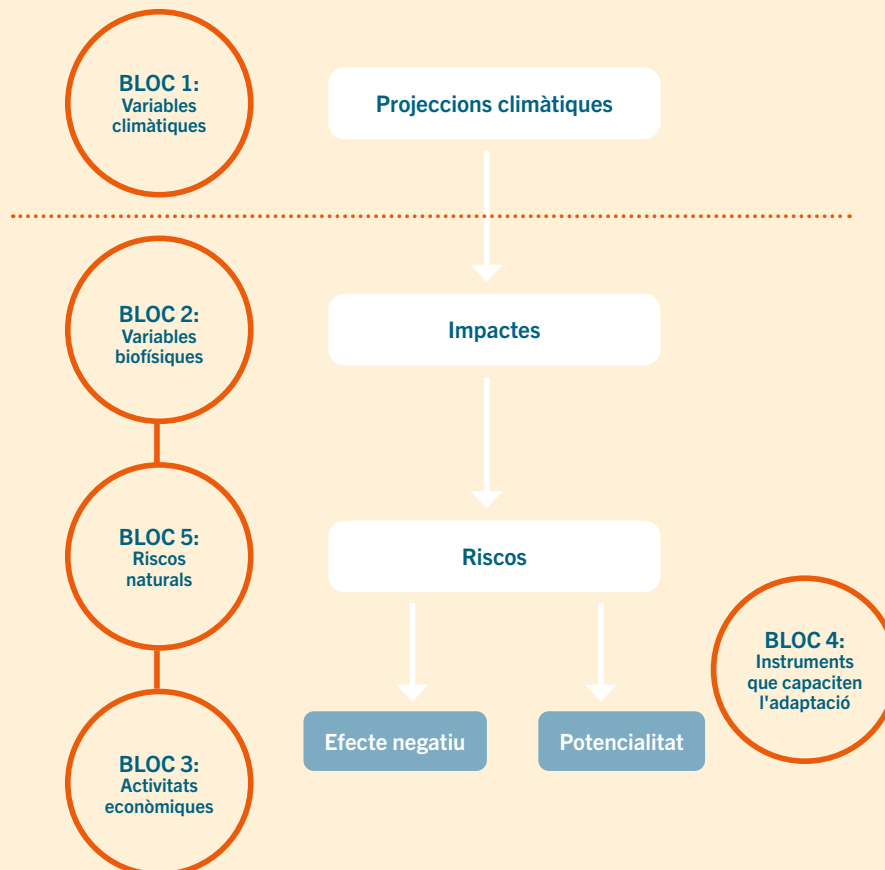 BLOC 1:
Variables
climàtiques
Projeccions climàtiques
BLOC 2:
Variables
biofísiques
Impactes
BLOC 5:
Riscos
naturals
Riscos
BLOC 4:
Instruments
que capaciten
l'adaptació
Efecte negatiu
Potencialitat
BLOC 3:
Activitats
econòmiques